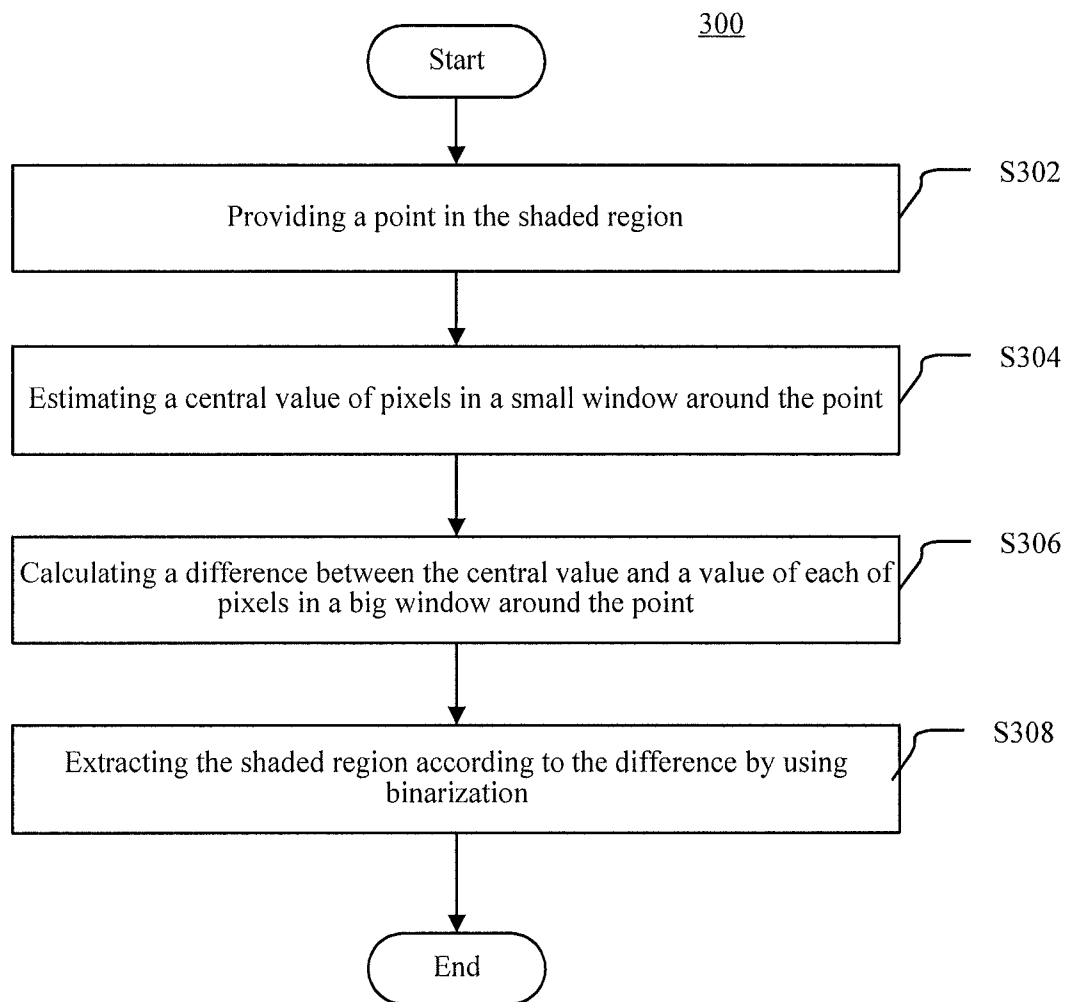 300
Start
S302
Providing a point in the shaded region
S304
Estimating a central value of pixels in a small window around the point
S306
Calculating a difference between the central value and a value of each of
pixels in a big window around the point
S308
Extracting the shaded region according to the difference by using
binarization
End